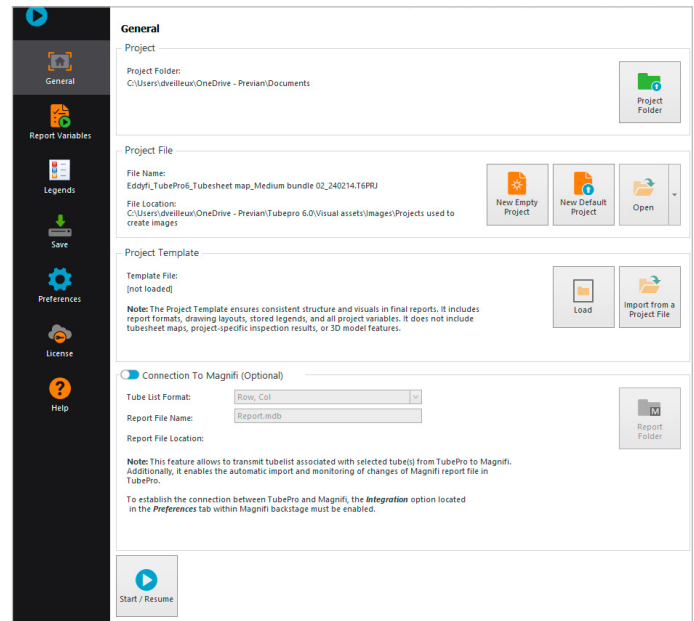 General
Report Variables
Legends
Save
Preferences
License
Help
General
Project
Project Folder:
C:\Users\dveilleux\OneDrive - Previan\Documents
Project
Folder
Project File
File Name:
Eddyfi_TubePro6_Tubesheet map_Medium bundle 02_240214.T6PRJ
File Location:
C:\Users\dveilleux\OneDrive - Previan\Tubepro 6.0\Visual assets\Images\Projects used to
create images
New Empty
Project
New Default
Project
Open
Project Template
Template File:
[not loaded]
Note: The Project Template ensures consistent structure and visuals in final reports. It includes
report formats, drawing layouts, stored legends, and all project variables. It does not include
tubesheet maps, project-specific inspection results, or 3D model features.
Load
Import from a
Project File
Connection To Magnifi (Optional)
Tube List Format:
Row, Col
Report File Name:
Report.mdb
Report File Location:
M
Report
Folder
Note: This feature allows to transmit tubelist associated with selected tube(s) from TubePro to Magnifi.
Additionally, it enables the automatic import and monitoring of changes of Magnifi report file in
TubePro.
To establish the connection between TubePro and Magnifi, the Integration option located
in the Preferences tab within Magnifi backstage must be enabled.
Start / Resume